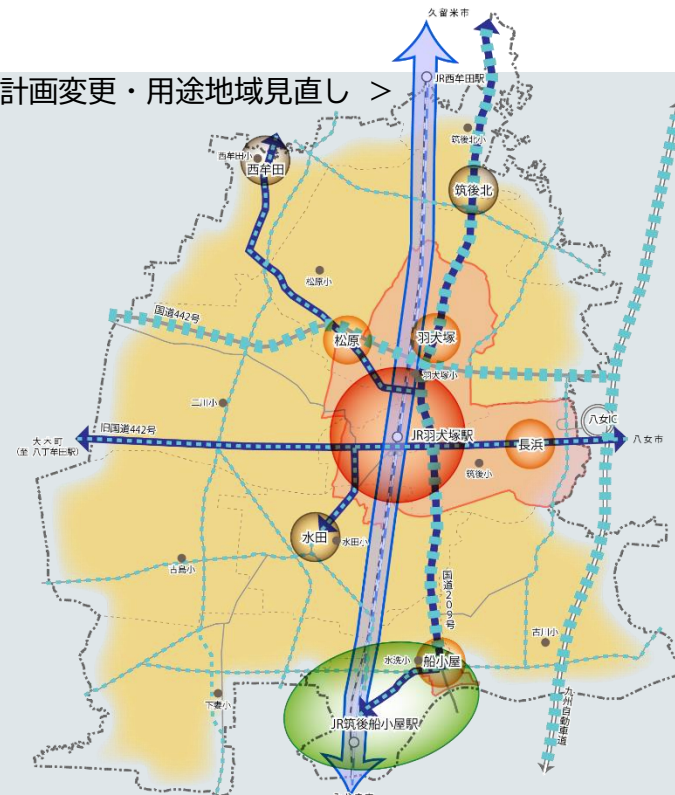 久留米市
JR西牟田駅
計画変更・用途地域見直し >
筑後北小
西牟田小
西牟田
筑後北
松原小
国道442号
松原
羽犬塚
羽犬塚小
二川小
旧国道442号
JR羽犬塚駅
長浜
八女IC
八女市
大木町
(至 八丁牟田駅)
筑後小
水田
水田小
古島小
国道209号
古川小
水洗小
船小屋
下妻小
JR筑後船小屋駅
九州自動車道